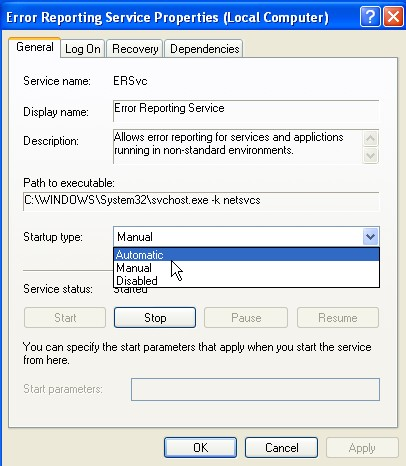 Error Reporting Service Properties (Local Computer)
General Log On Recovery Dependencies
Service name: ERSvc
Display name: Error Reporting Service
Description: Allows error reporting for services and applictions
running in non-standard environments.
Path to executable:
C:\WINDOWS\System32\svchost.exe -k netsvcs
Startup type: Manual
Automatic
Manual
Disabled
Service status: Started
Start Stop Pause Resume
You can specify the start parameters that apply when you start the service
from here.
Start parameters:
OK Cancel Apply